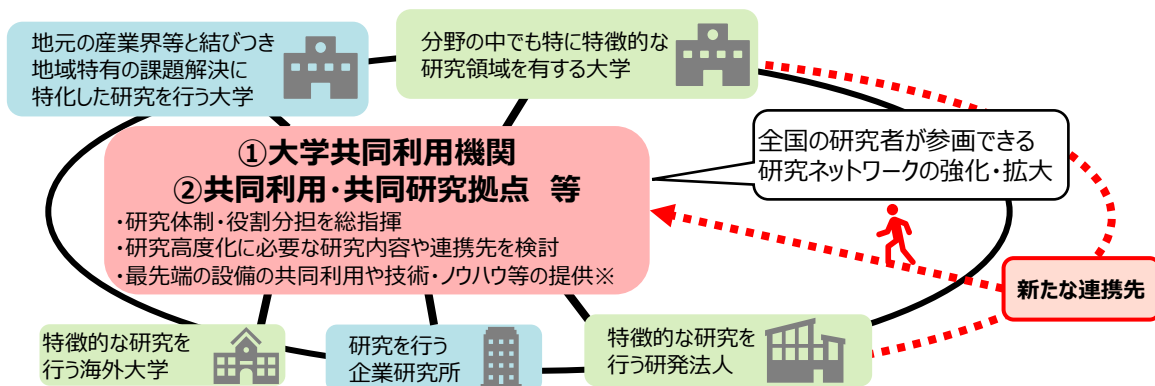 地元の産業界等と結びつき
地域特有の課題解決に
特化した研究を行う大学
分野の中でも特に特徴的な
研究領域を有する大学
①大学共同利用機関
②共同利用・共同研究拠点 等
・研究体制・役割分担を総指揮
・研究高度化に必要な研究内容や連携先を検討
・最先端の設備の共同利用や技術・ノウハウ等の提供※
全国の研究者が参画できる
研究ネットワークの強化・拡大
新たな連携先
特徴的な研究を
行う海外大学
研究を行う
企業研究所
特徴的な研究を
行う研発法人